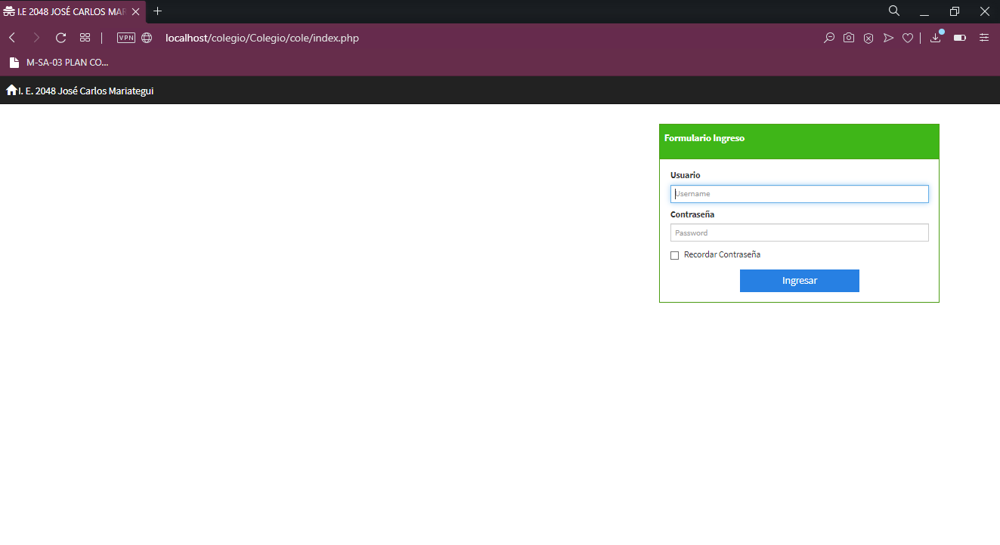 I.E 2048 JOSÉ CARLOS MAR
VPN
localhost/colegio/Colegio/cole/index.php
M-SA-03 PLAN CO...
I. E. 2048 José Carlos Mariategui
Formulario Ingreso
Usuario
Username
Contraseña
Password
Recordar Contraseña
Ingresar